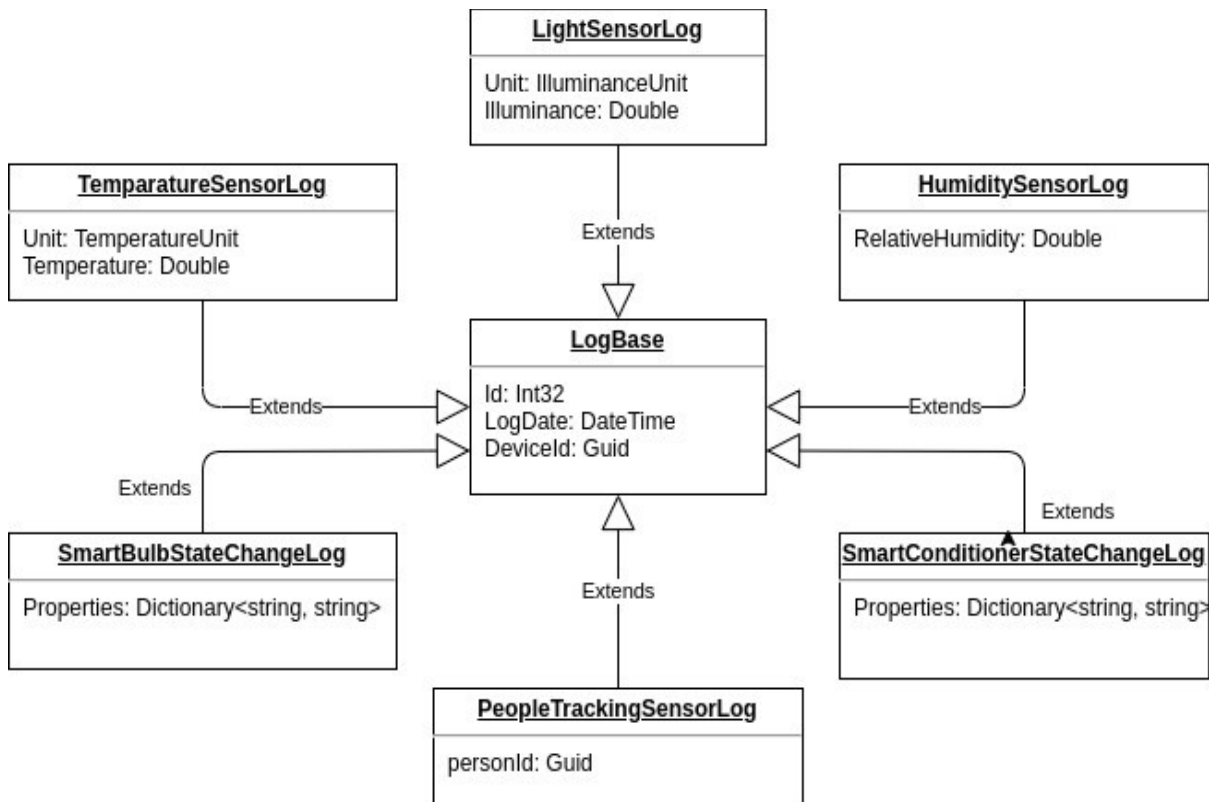 LightSensorLog
Unit: IlluminanceUnit
Illuminance: Double
TemparatureSensorLog
Unit: TemperatureUnit
Temperature: Double
HumiditySensorLog
RelativeHumidity: Double
Extends
LogBase
Id: Int32
LogDate: DateTime
DeviceId: Guid
Extends
Extends
Extends
Extends
SmartBulbStateChangeLog
Properties: Dictionary<string, string>
Extends
SmartConditionerStateChangeLog
Properties: Dictionary<string, string>
PeopleTrackingSensorLog
personId: Guid